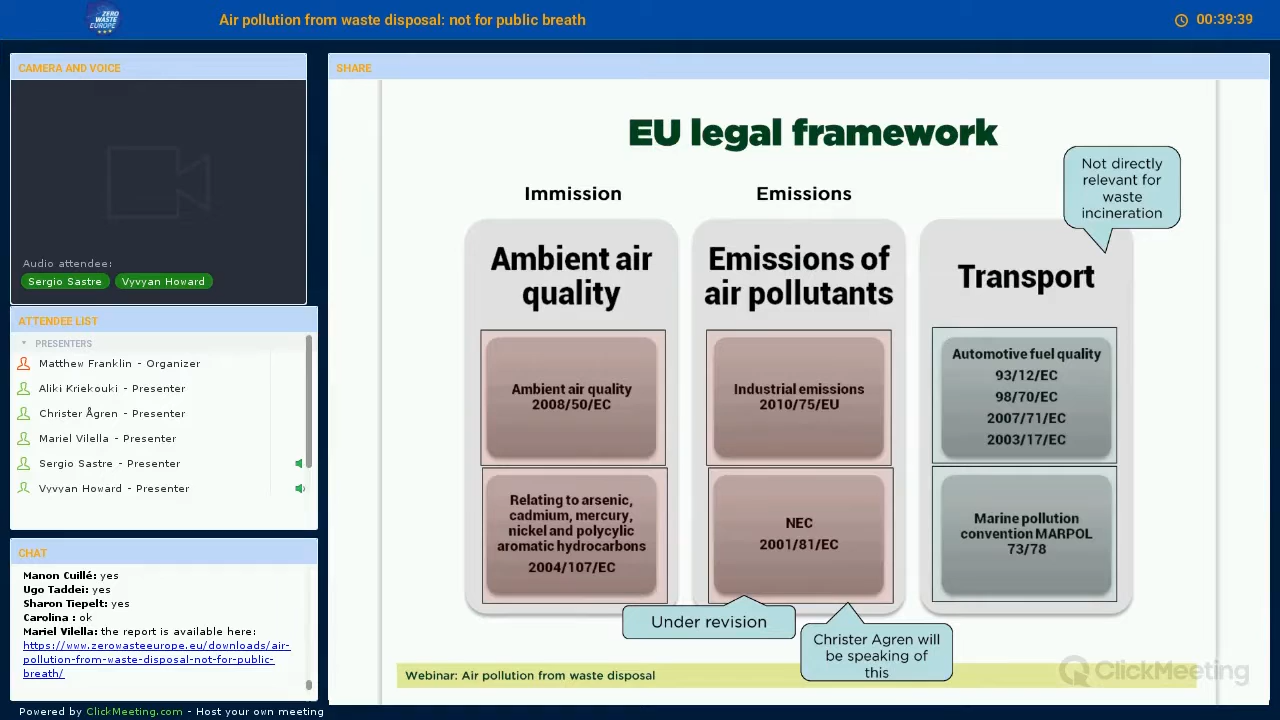 ZERO WASTE EUROPE
Air pollution from waste disposal: not for public breath
00:39:39
CAMERA AND VOICE
Audio attendee:
Sergio Sastre
Vyvyan Howard
ATTENDEE LIST
PRESENTERS
Matthew Franklin - Organizer
Aliki Kriekouki - Presenter
Christer Ågren - Presenter
Mariel Vilella - Presenter
Sergio Sastre - Presenter
Vyvyan Howard - Presenter
CHAT
Manon Cuillé: yes
Ugo Taddei: yes
Sharon Tiepelt: yes
Carolina : ok
Mariel Vilella: the report is available here:
https://www.zerowasteeurope.eu/downloads/air-
pollution-from-waste-disposal-not-for-public-
breath/
Powered by ClickMeeting.com - Host your own meeting
SHARE
EU legal framework
Not directly
relevant for
waste
incineration
Immission
Ambient air
quality
Ambient air quality
2008/50/EC
Relating to arsenic,
cadmium, mercury,
nickel and polycylic
aromatic hydrocarbons
2004/107/EC
Emissions
Emissions of
air pollutants
Industrial emissions
2010/75/EU
NEC
2001/81/EC
Transport
Automotive fuel quality
93/12/EC
98/70/EC
2007/71/EC
2003/17/EC
Marine pollution
convention MARPOL
73/78
Under revision
Christer Agren will
be speaking of
this
Webinar: Air pollution from waste disposal
ClickMeeting